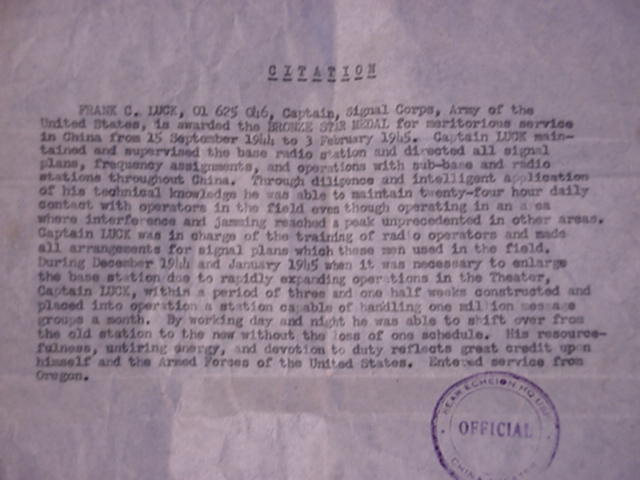 CITATION
FRANK C. LUCK, O1 625 046, Captain, Signal Corps, Army of the
United States, is awarded the BRONZE STAR MEDAL for meritorious service
in China from 15 September 1944 to 3 February 1945. Captain LUCK main-
tained and supervised the base radio station and directed all signal
plans, frequency assignments, and operations with sub-base and radio
stations throughout China. Through diligence and intelligent application
of his technical knowledge he was able to maintain twenty-four hour daily
contact with operators in the field even though operating in an area
where interference and jamming reached a peak unprecedented in other areas.
Captain LUCK was in charge of the training of radio operators and made
all arrangements for signal plans which these men used in the field.
During December 1944 and January 1945 when it was necessary to enlarge
the base station due to rapidly expanding operations in the Theater,
Captain LUCK, within a period of three and one half weeks constructed and
placed into operation a station capable of handling one million message
groups a month. By working day and night he was able to shift over from
the old station to the new without the loss of one schedule. His resource-
fulness, untiring energy, and devotion to duty reflects great credit upon
himself and the Armed Forces of the United States. Entered service from
Oregon.
REAR ECHELON HQ
OFFICIAL
CHINA